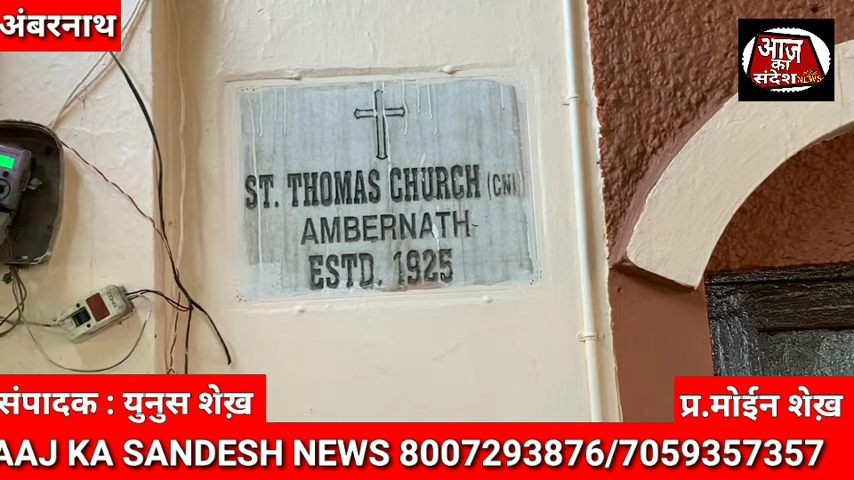 अंबरनाथ
आज
का
संदेश NEWS
ST. THOMAS CHURCH (CNI)
AMBERNATH
ESTD. 1925
संपादक : युनुस शेख़
प्र.मोईन शेख़
AAJ KA SANDESH NEWS 8007293876/7059357357